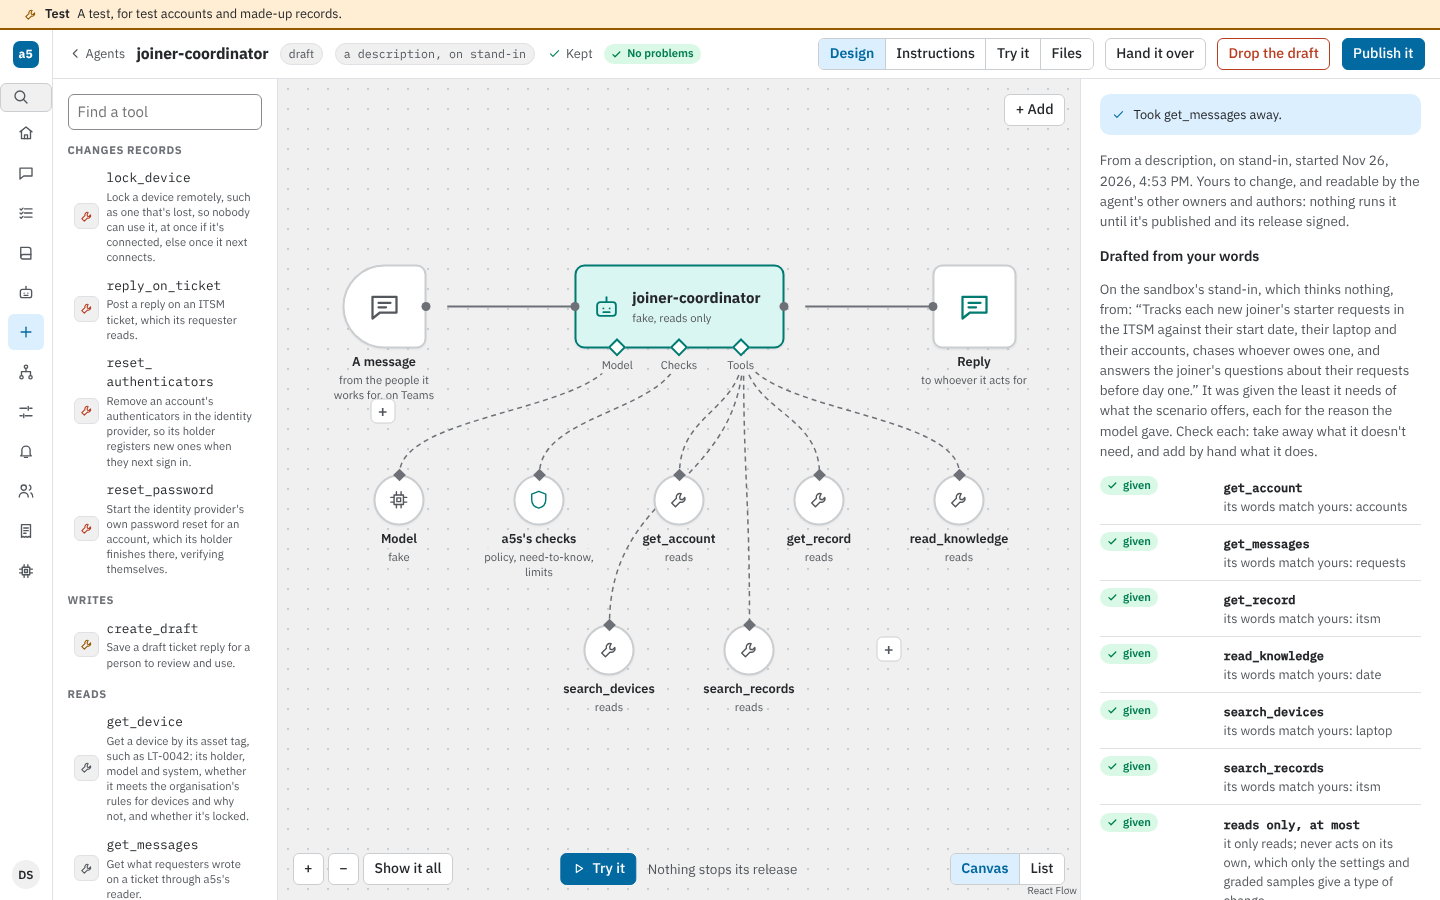 Test A test, for test accounts and made-up records.
a5
Agents
joiner-coordinator
draft
a description, on stand-in
Kept
No problems
Design
Instructions
Try it
Files
Hand it over
Drop the draft
Publish it
Find a tool
CHANGES RECORDS
lock_device
Lock a device remotely, such
as one that's lost, so nobody
can use it, at once if it's
connected, else once it next
connects.
reply_on_ticket
Post a reply on an ITSM
ticket, which its requester
reads.
reset_
authenticators
Remove an account's
authenticators in the identity
provider, so its holder
registers new ones when
they next sign in.
reset_password
Start the identity provider's
own password reset for an
account, which its holder
finishes there, verifying
themselves.
WRITES
create_draft
Save a draft ticket reply for a
person to review and use.
READS
get_device
Get a device by its asset tag,
such as LT-0042: its holder,
model and system, whether
it meets the organisation's
rules for devices and why
not, and whether it's locked.
get_messages
Get what requesters wrote
on a ticket through a5s's
reader.
DS
+ Add
A message
from the people it
works for, on Teams
+
joiner-coordinator
fake, reads only
Model
Checks
Tools
Reply
to whoever it acts for
Model
fake
a5s's checks
policy, need-to-know,
limits
get_account
reads
get_record
reads
read_knowledge
reads
search_devices
reads
search_records
reads
+
+
−
Show it all
Try it
Nothing stops its release
Canvas
List
React Flow
Took get_messages away.
From a description, on stand-in, started Nov 26,
2026, 4:53 PM. Yours to change, and readable by the
agent's other owners and authors: nothing runs it
until it's published and its release signed.
Drafted from your words
On the sandbox's stand-in, which thinks nothing,
from: “Tracks each new joiner's starter requests in
the ITSM against their start date, their laptop and
their accounts, chases whoever owes one, and
answers the joiner's questions about their requests
before day one.” It was given the least it needs of
what the scenario offers, each for the reason the
model gave. Check each: take away what it doesn't
need, and add by hand what it does.
given
get_account
its words match yours: accounts
given
get_messages
its words match yours: requests
given
get_record
its words match yours: itsm
given
read_knowledge
its words match yours: date
given
search_devices
its words match yours: laptop
given
search_records
its words match yours: itsm
given
reads only, at most
it only reads; never acts on its
own, which only the settings and
graded samples give a type of
change.